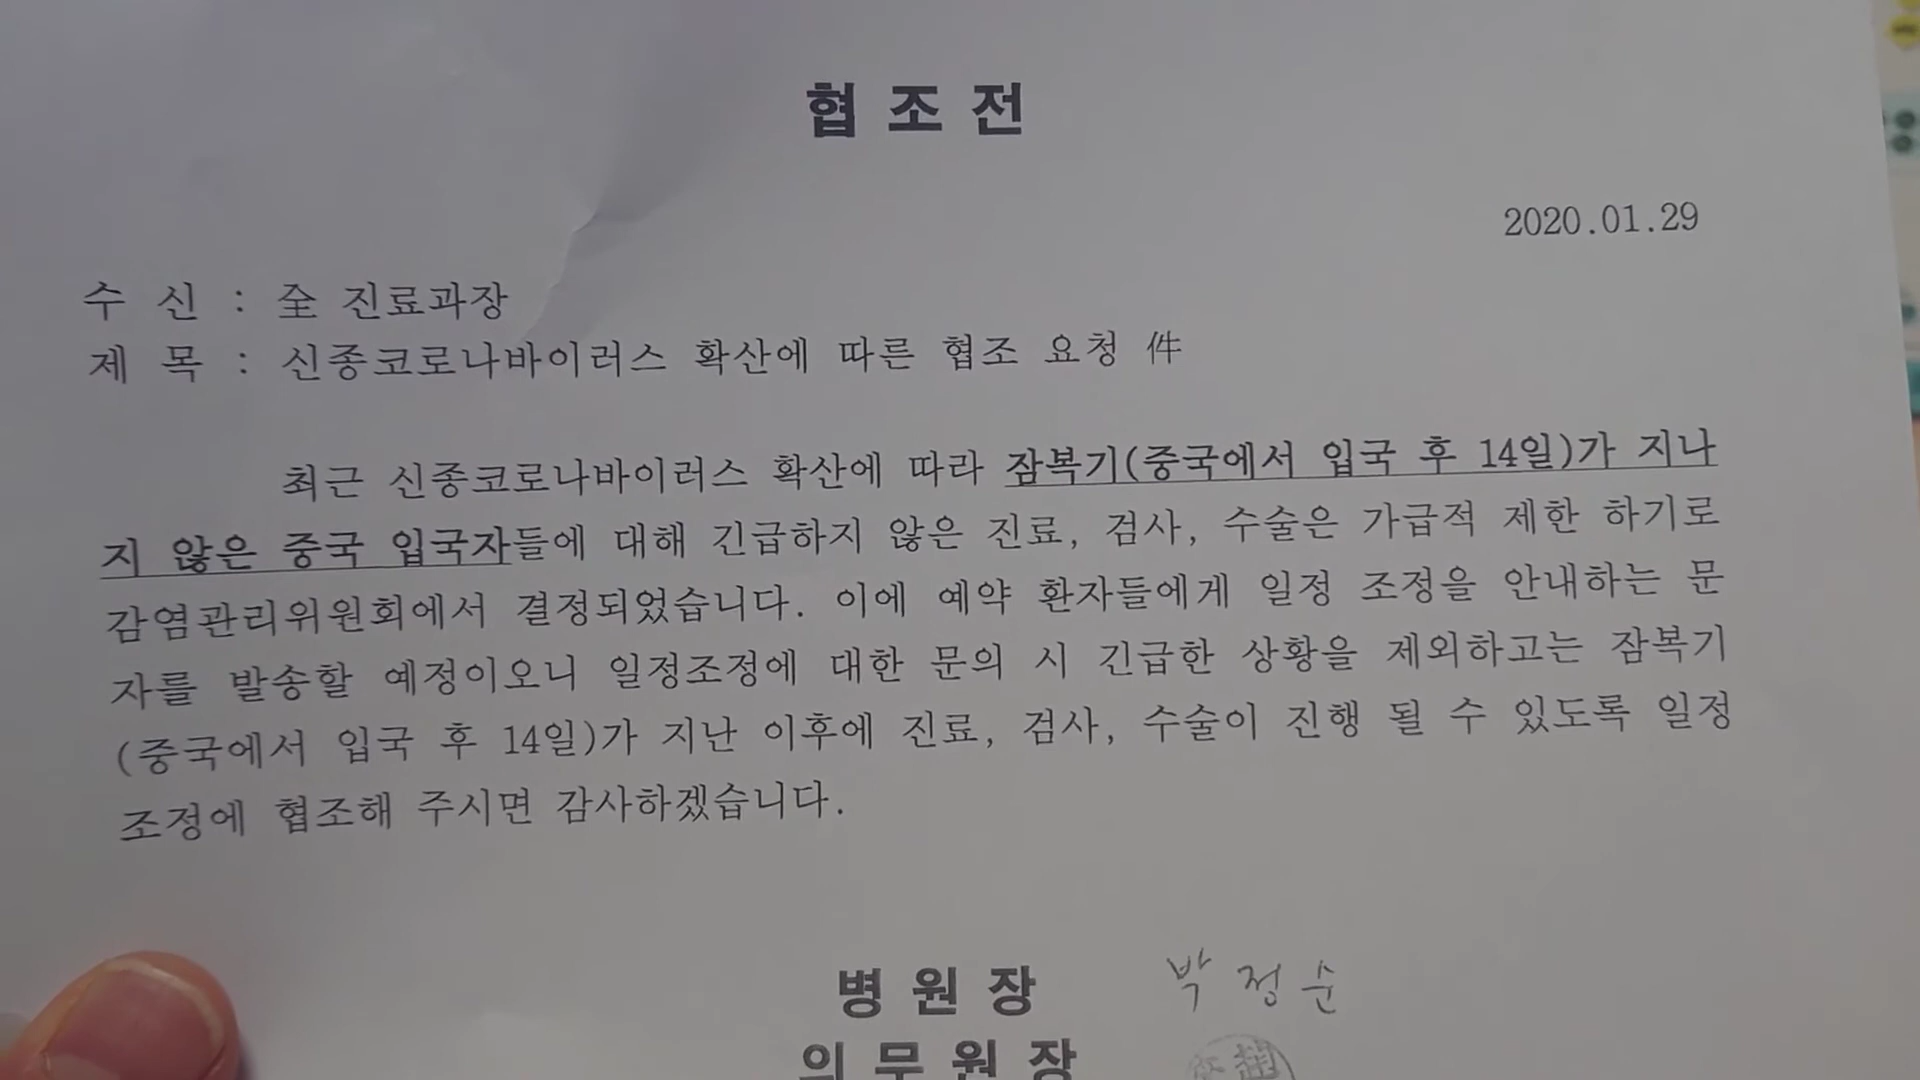 협 조 전
2020.01.29
수 신 : 全 진료과장
제 목 : 신종코로나바이러스 확산에 따른 협조 요청 件
최근 신종코로나바이러스 확산에 따라 잠복기(중국에서 입국 후 14일)가 지나
지 않은 중국 입국자들에 대해 긴급하지 않은 진료, 검사, 수술은 가급적 제한 하기로
감염관리위원회에서 결정되었습니다. 이에 예약 환자들에게 일정 조정을 안내하는 문
자를 발송할 예정이오니 일정조정에 대한 문의 시 긴급한 상황을 제외하고는 잠복기
(중국에서 입국 후 14일)가 지난 이후에 진료, 검사, 수술이 진행 될 수 있도록 일정
조정에 협조해 주시면 감사하겠습니다.
병 원 장 박 정 순
의 무 원 장